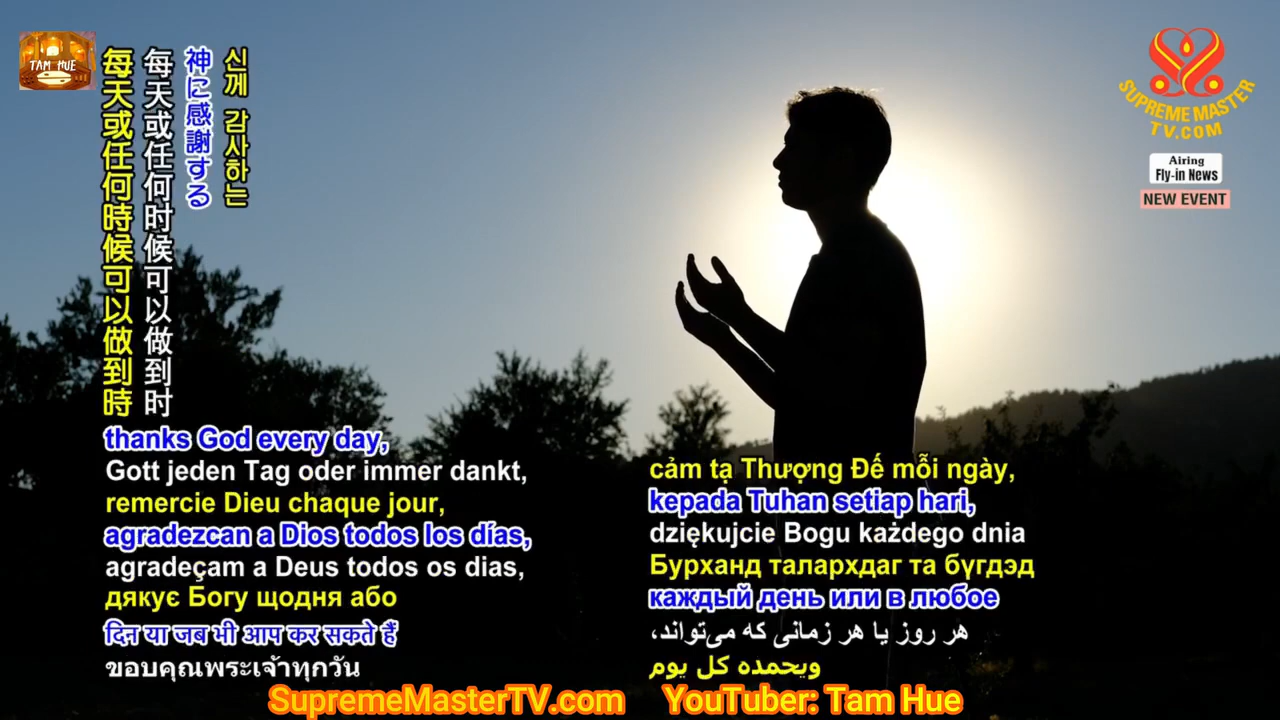 TAM HUE
每天或任何時候可以做到時
每天或任何时候可以做到时
神に感謝する
신께 감사하는
SUPREME MASTER
TV.COM
Airing
Fly-in News
NEW EVENT
thanks God every day,
Gott jeden Tag oder immer dankt,
remercie Dieu chaque jour,
agradezcan a Dios todos los días,
agradeçam a Deus todos os dias,
дякує Богу щодня або
दिन या जब भी आप कर सकते हैं
ขอบคุณพระเจ้าทุกวัน
cảm tạ Thượng Đế mỗi ngày,
kepada Tuhan setiap hari,
dziękujcie Bogu każdego dnia
Бурханд талархдаг та бүгдэд
каждый день или в любое
هر روز یا هر زمانی که می‌تواند،
ويحمده كل يوم
SupremeMasterTV.com YouTuber: Tam Hue